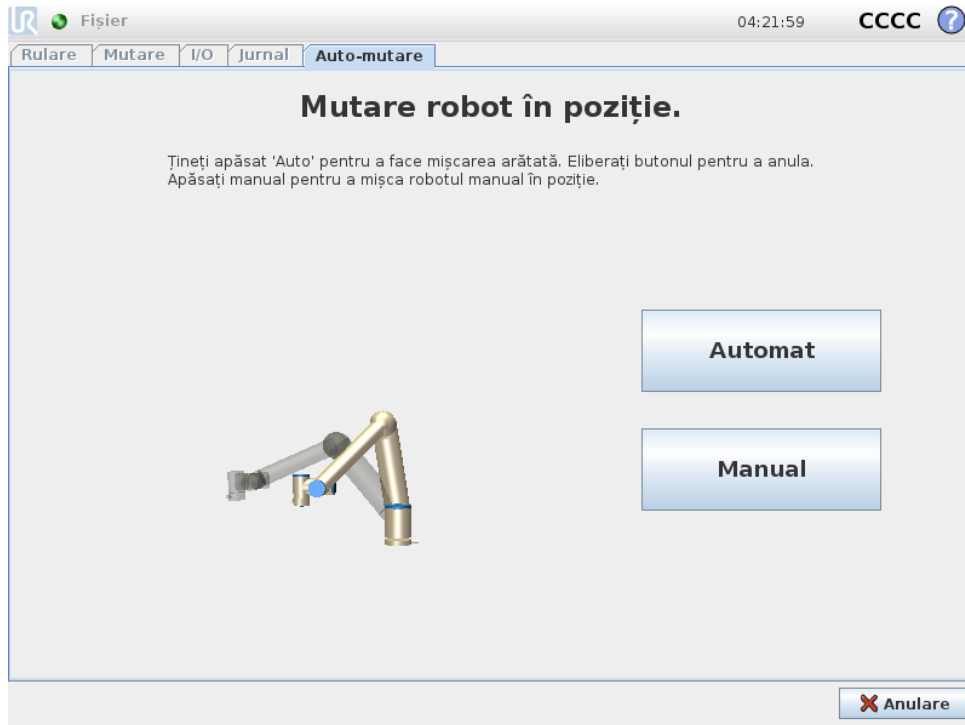 UR Fișier 04:21:59 CCCC ?
Rulare Mutare I/O Jurnal Auto-mutare
Mutare robot în poziție.
Țineți apăsat 'Auto' pentru a face mișcarea arătată. Eliberați butonul pentru a anula.
Apăsați manual pentru a mișca robotul manual în poziție.
Automat
Manual
Anulare